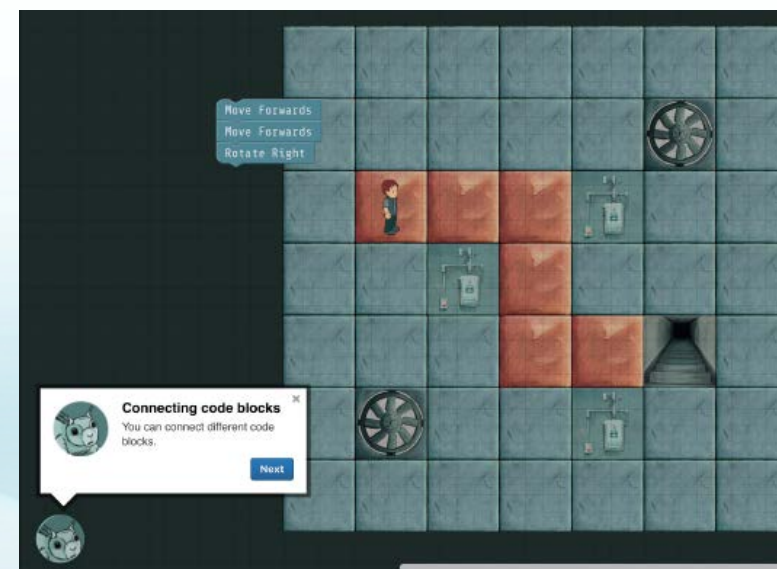 Move Forwards
Move Forwards
Rotate Right
Connecting code blocks
You can connect different code
blocks.
Next